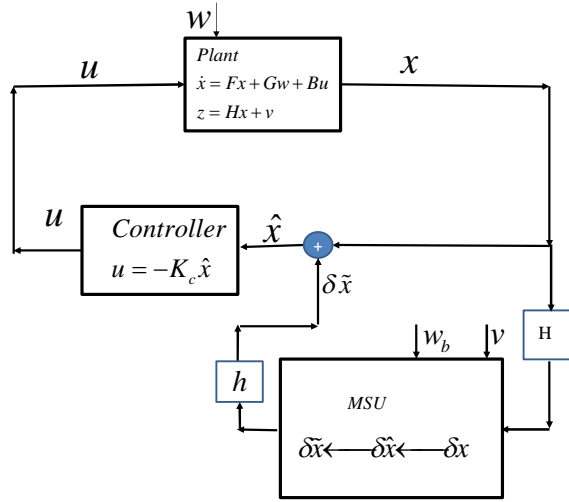 w
Plant
ẋ = Fx + Gw + Bu
z = Hx + v
u
x
u
Controller
u = −K_c x̂
x̂
+
δx̃
H
w_b
v
h
MSU
δx̃ ← δx̂ ← δx